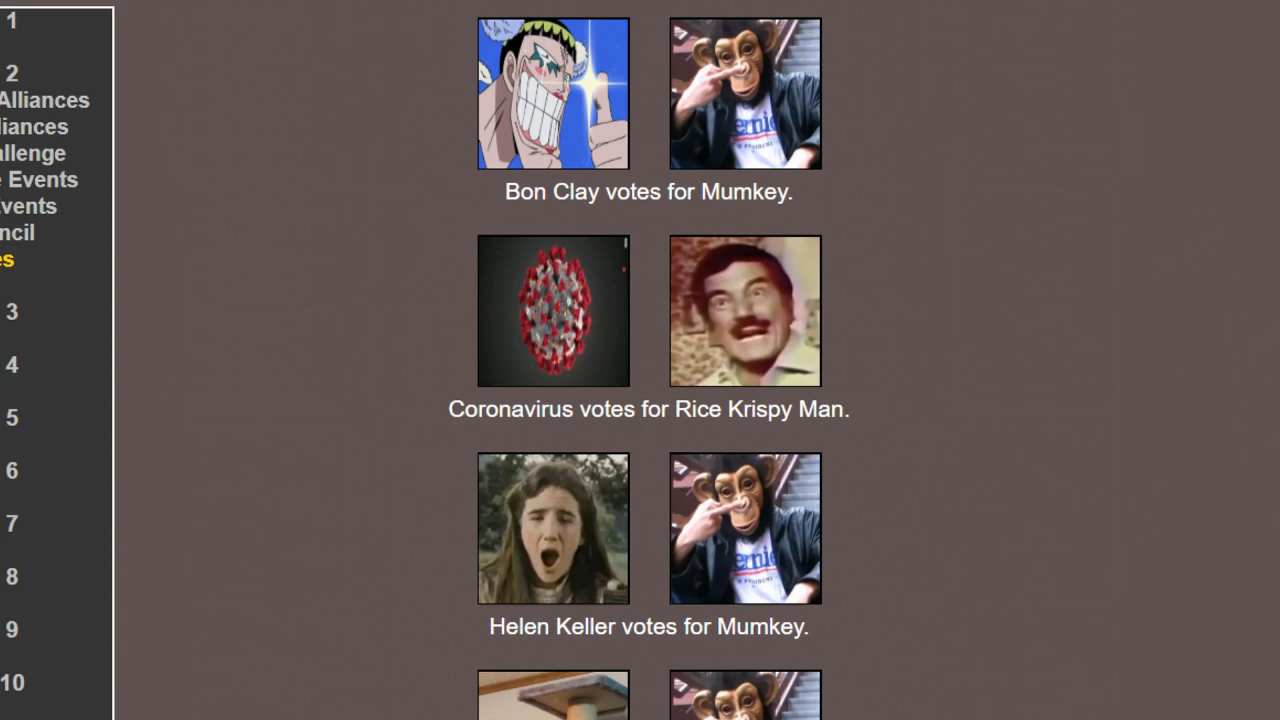 1
2
Alliances
liances
allenge
e Events
Events
ncil
es
3
4
5
6
7
8
9
10
Bon Clay votes for Mumkey.
Coronavirus votes for Rice Krispy Man.
Helen Keller votes for Mumkey.